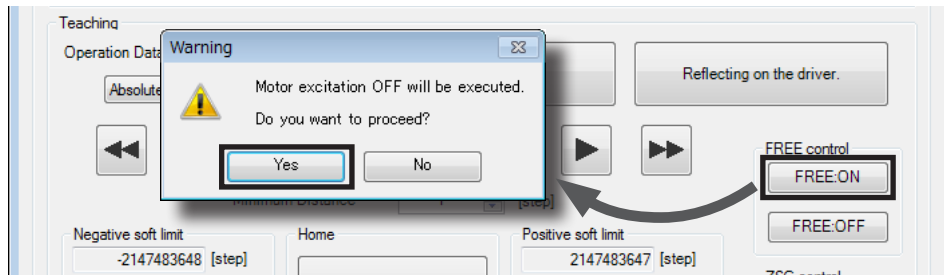 Teaching
Operation Data
Warning
Absolute
Motor excitation OFF will be executed.
Do you want to proceed?
Yes
No
Reflecting on the driver.
FREE control
FREE:ON
FREE:OFF
Minimum Distance
[step]
Negative soft limit
-2147483648 [step]
Home
Positive soft limit
2147483647 [step]